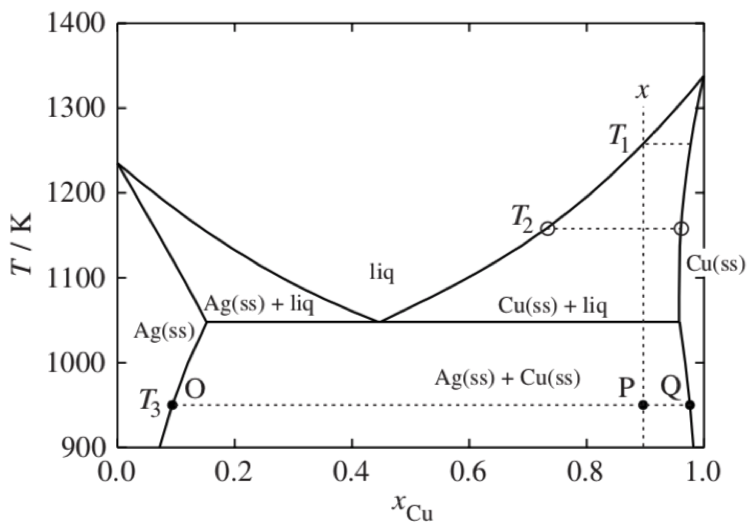 1400
1300
1200
1100
1000
900
T / K
x
T1
T2
liq
Cu(ss)
Ag(ss) + liq
Cu(ss) + liq
Ag(ss)
Ag(ss) + Cu(ss)
T3
O
P
Q
0.0
0.2
0.4
0.6
0.8
1.0
xCu